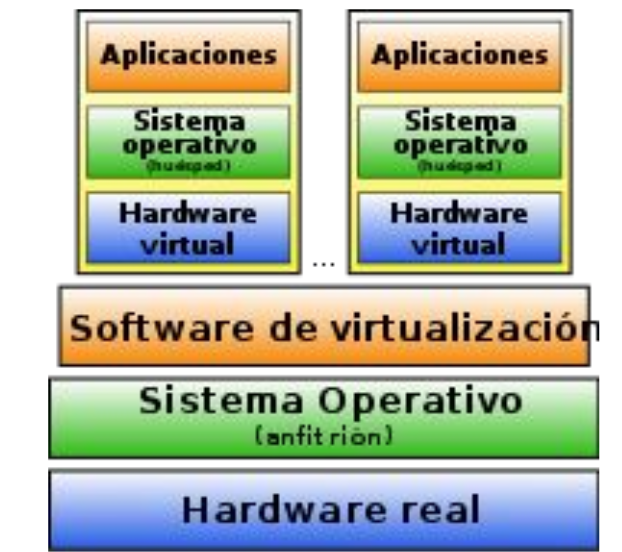 Aplicaciones
Sistema
operativo
(huésped)
Hardware
virtual
...
Aplicaciones
Sistema
operativo
(huésped)
Hardware
virtual
Software de virtualización
Sistema Operativo
(anfitrión)
Hardware real